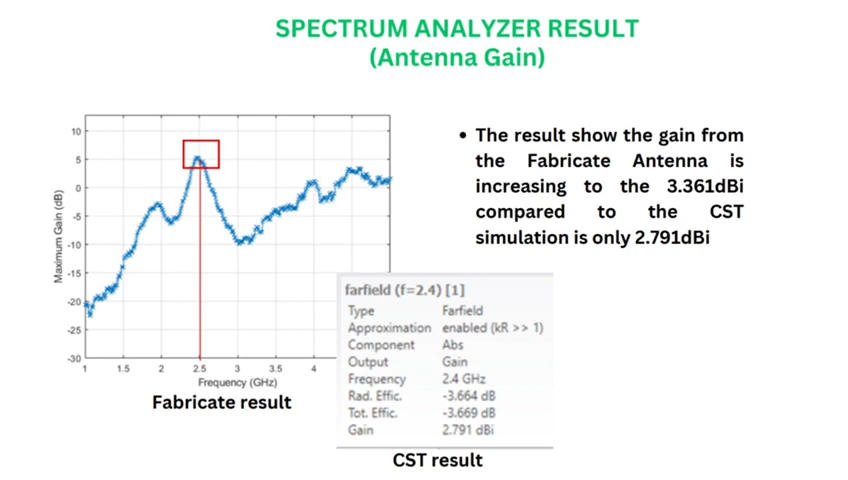 SPECTRUM ANALYZER RESULT
(Antenna Gain)
10
5
0
-5
-10
-15
-20
-25
-30
Maximum Gain (dB)
1
1.5
2
2.5
3
3.5
4
Frequency (GHz)
Fabricate result
• The result show the gain from
the Fabricate Antenna is
increasing to the 3.361dBi
compared to the CST
simulation is only 2.791dBi
farfield (f=2.4) [1]
Type Farfield
Approximation enabled (kR >> 1)
Component Abs
Output Gain
Frequency 2.4 GHz
Rad. Effic. -3.664 dB
Tot. Effic. -3.669 dB
Gain 2.791 dBi
CST result